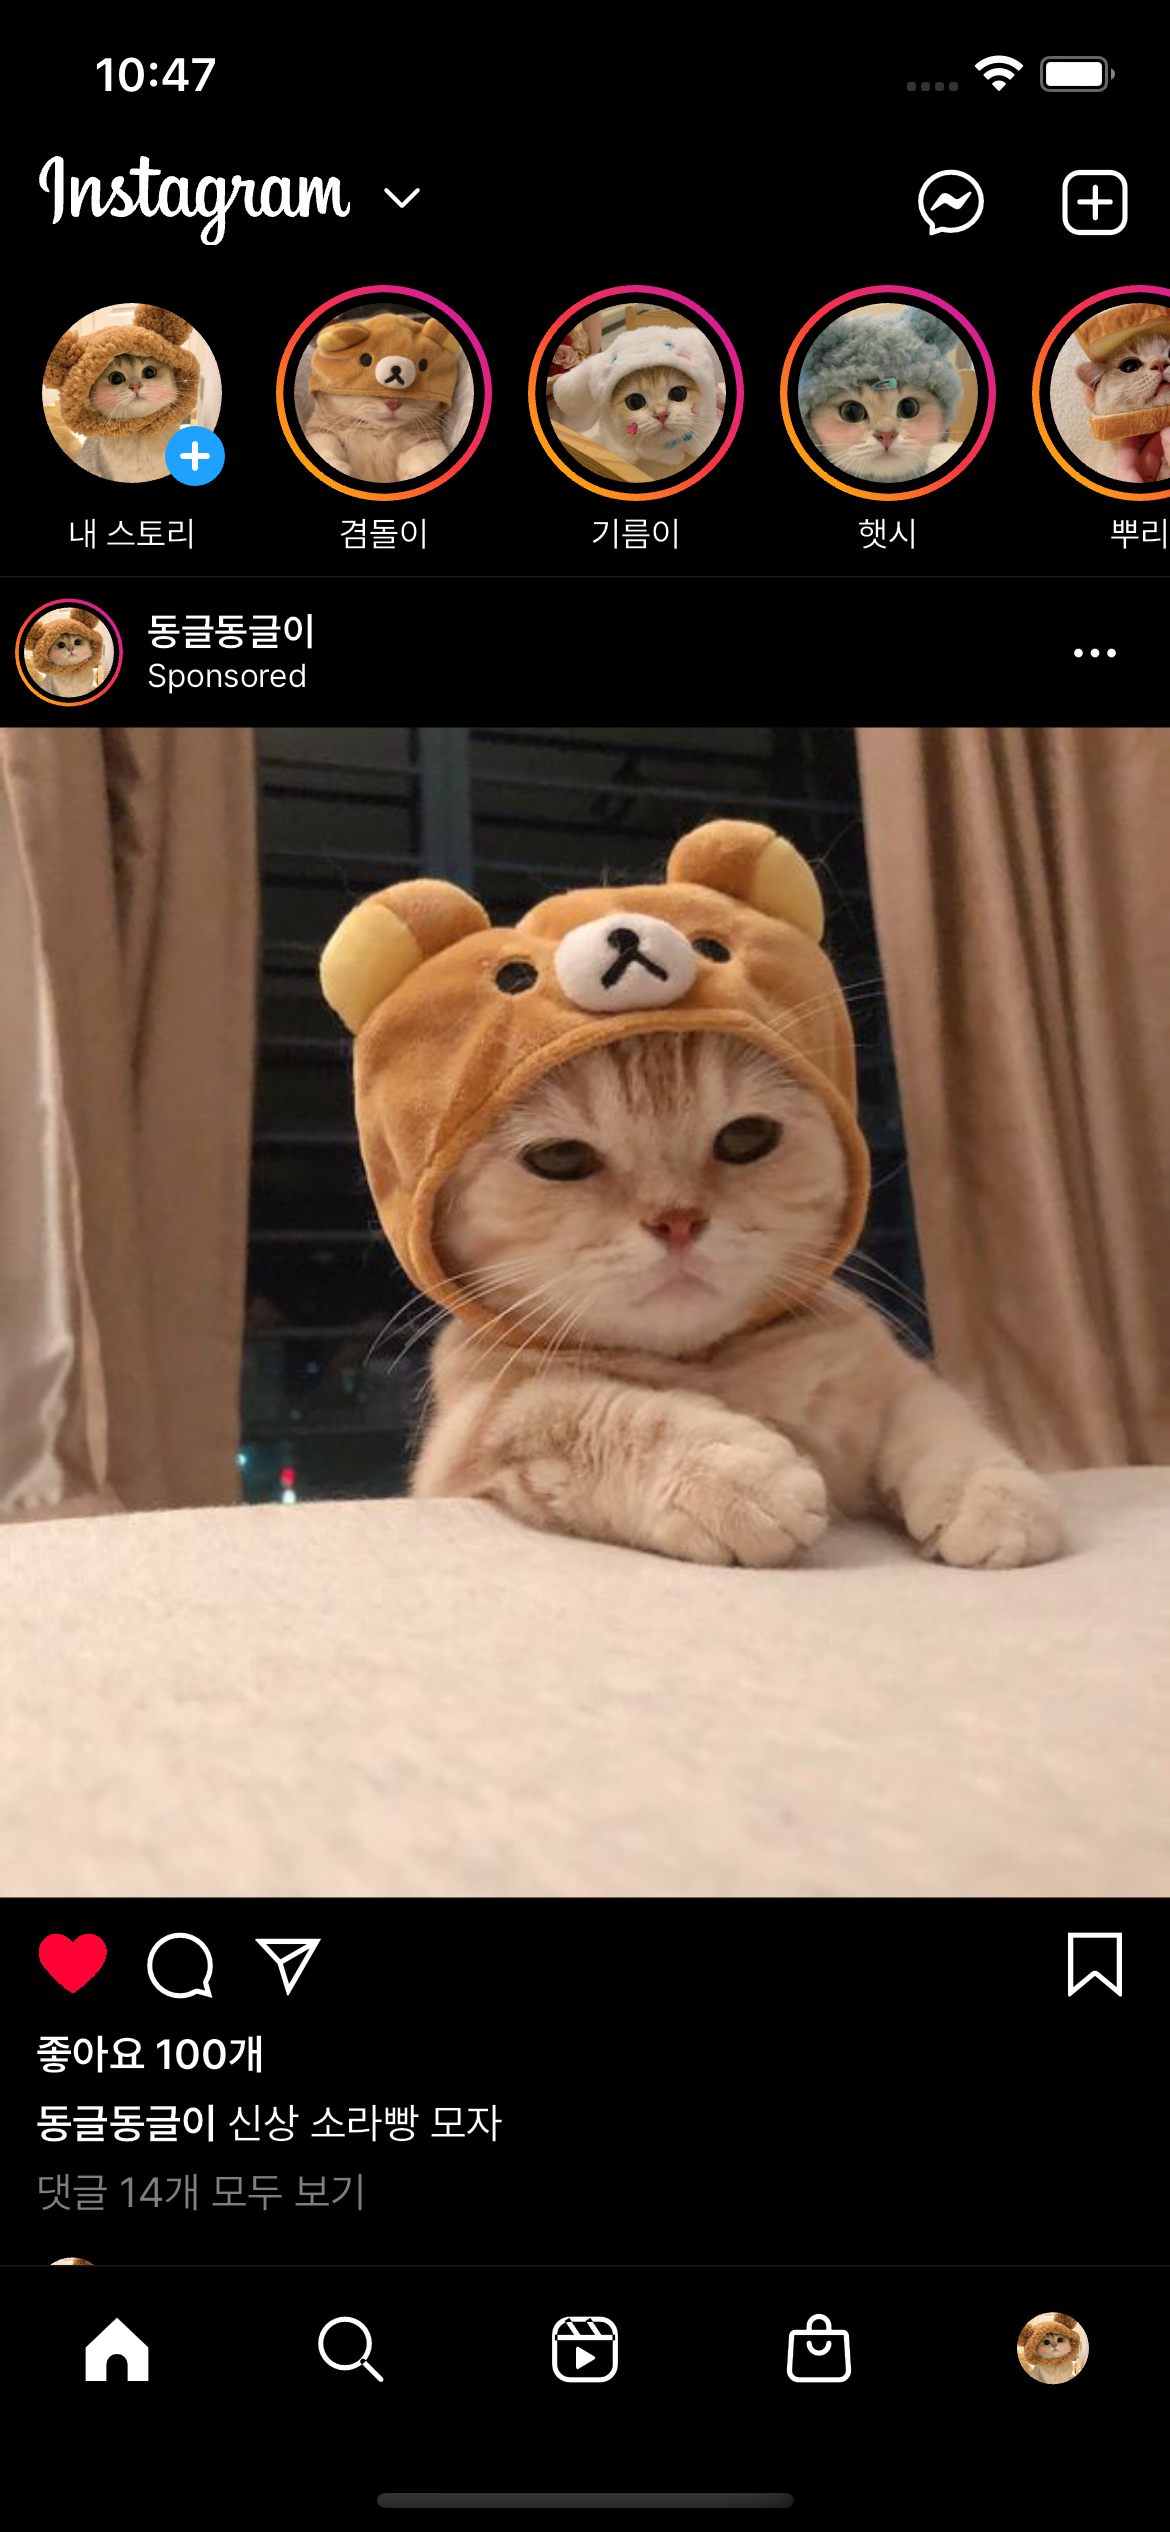 10:47
Instagram
내 스토리
겸돌이
기름이
햇시
뿌리
동글동글이
Sponsored
좋아요 100개
동글동글이 신상 소라빵 모자
댓글 14개 모두 보기